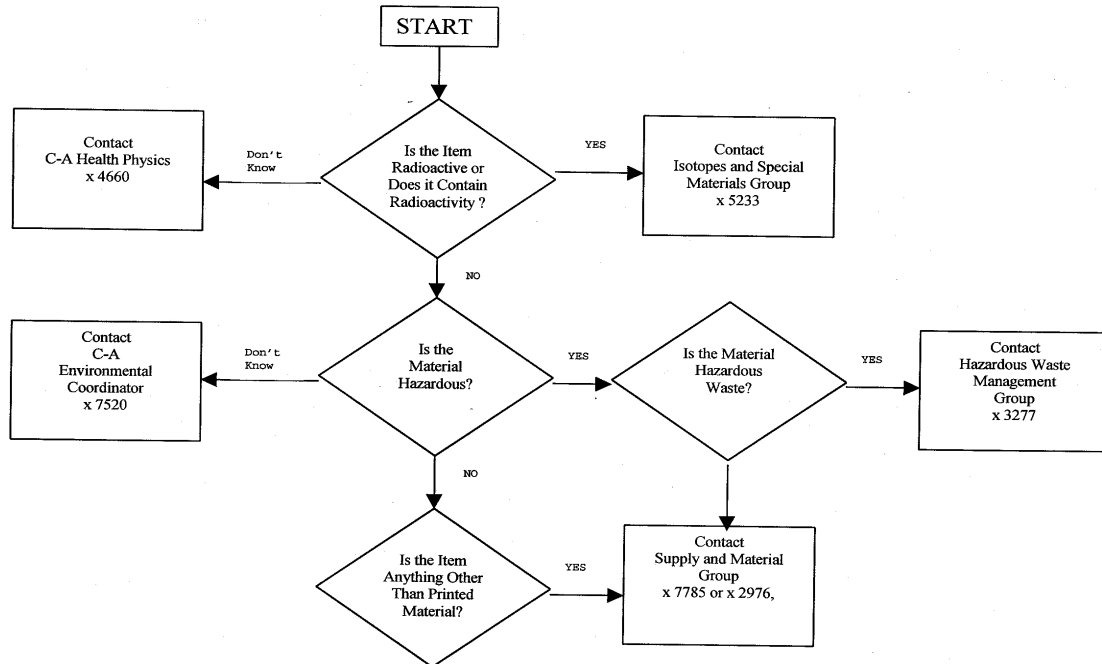 START
Is the Item
Radioactive or
Does it Contain
Radioactivity ?
Don't
Know
Contact
C-A Health Physics
x 4660
YES
Contact
Isotopes and Special
Materials Group
x 5233
NO
Is the
Material
Hazardous?
Don't
Know
Contact
C-A
Environmental
Coordinator
x 7520
YES
Is the Material
Hazardous
Waste?
YES
Contact
Hazardous Waste
Management
Group
x 3277
NO
Is the Item
Anything Other
Than Printed
Material?
YES
Contact
Supply and Material
Group
x 7785 or x 2976,